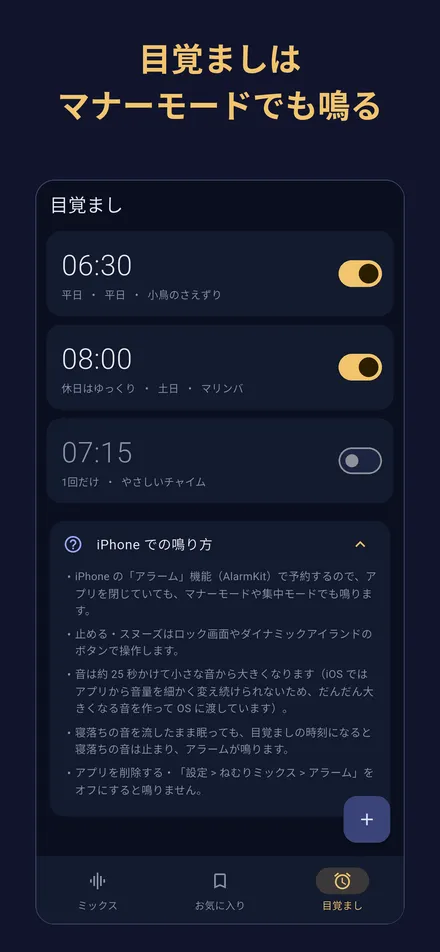 目覚ましは
マナーモードでも鳴る
目覚まし
06:30
平日 ・ 平日 ・ 小鳥のさえずり
08:00
休日はゆっくり ・ 土日 ・ マリンバ
07:15
1回だけ ・ やさしいチャイム
iPhone での鳴り方
・iPhone の「アラーム」機能（AlarmKit）で予約するので、ア
プリを閉じていても、マナーモードや集中モードでも鳴りま
す。
・止める・スヌーズはロック画面やダイナミックアイランドの
ボタンで操作します。
・音は約 25 秒かけて小さな音から大きくなります（iOS では
アプリから音量を細かく変え続けられないため、だんだん大
きくなる音を作って OS に渡しています）。
・寝落ちの音を流したまま眠っても、目覚ましの時刻になると
寝落ちの音は止まり、アラームが鳴ります。
・アプリを削除する・「設定 > ねむりミックス > アラーム」を
オフにすると鳴りません。
ミックス
お気に入り
目覚まし